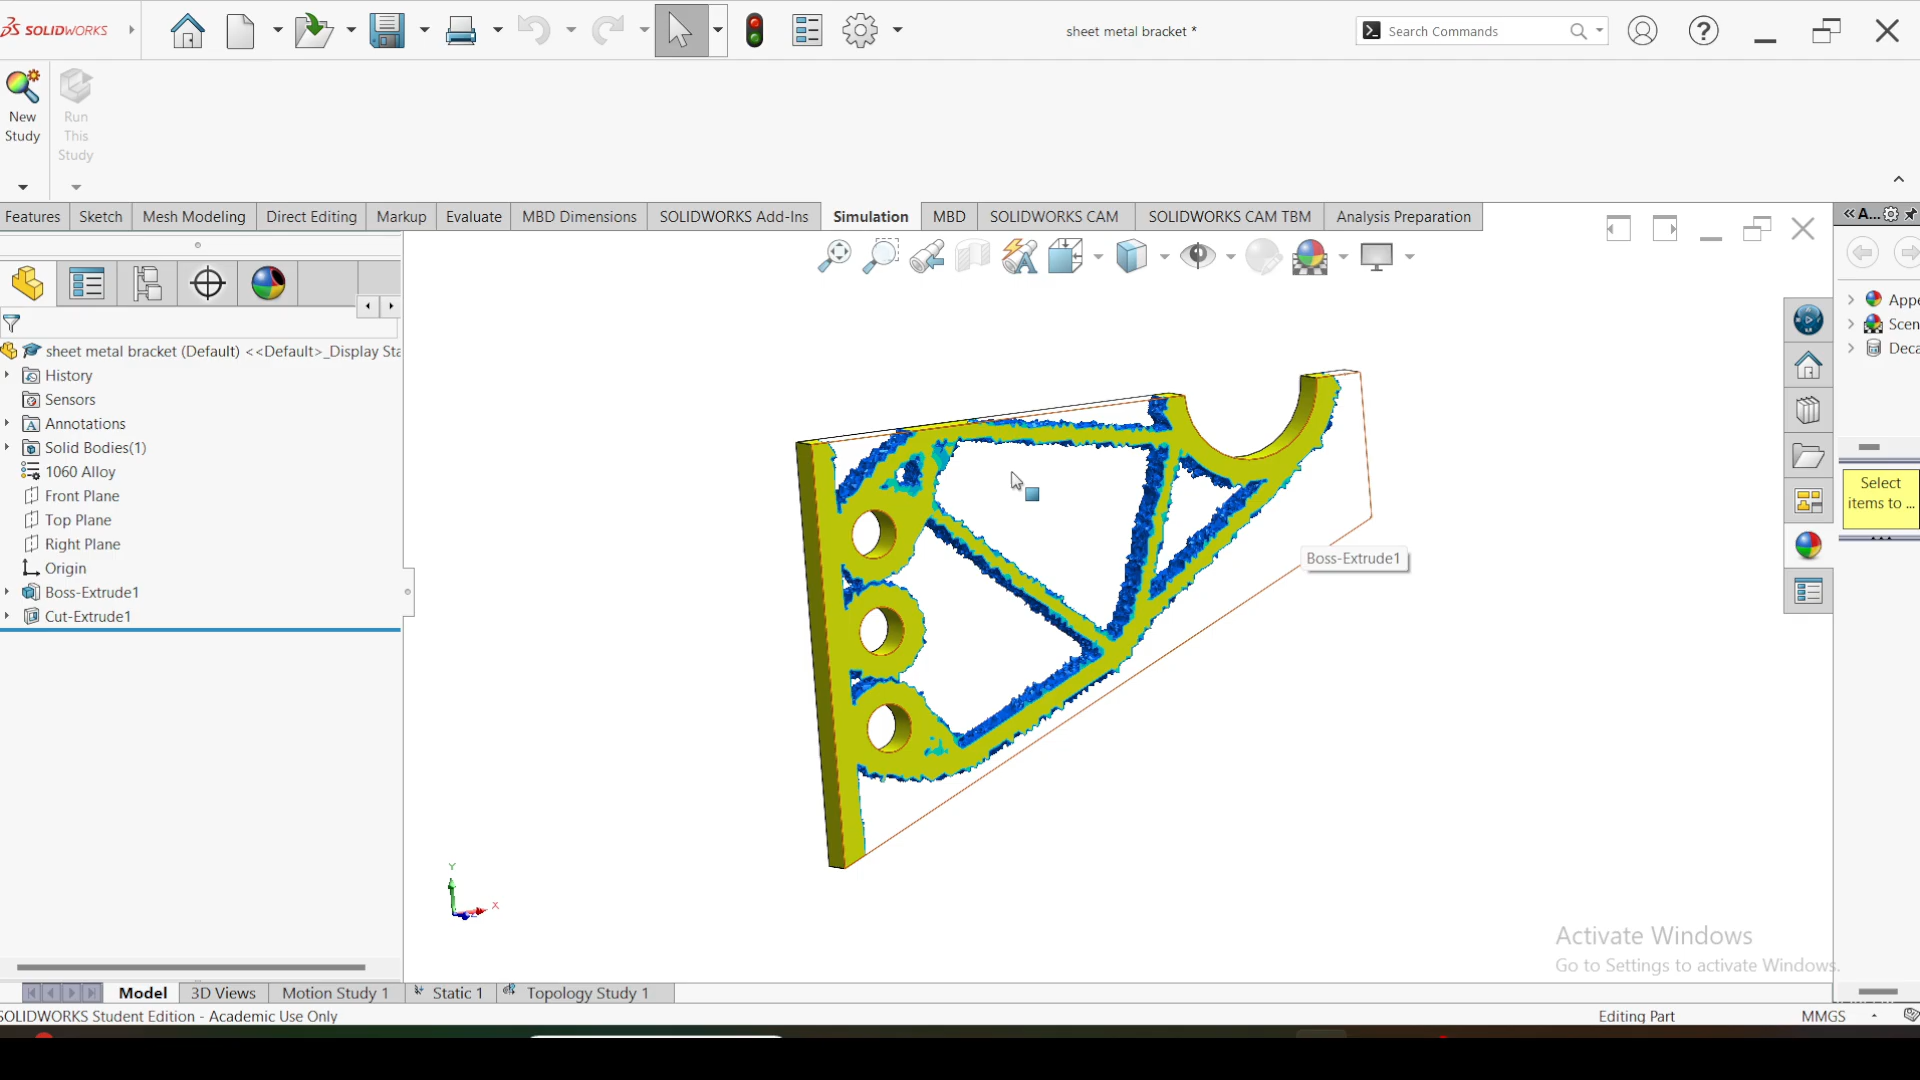 SOLIDWORKS
sheet metal bracket *
Search Commands
New Study
Run This Study
Features
Sketch
Mesh Modeling
Direct Editing
Markup
Evaluate
MBD Dimensions
SOLIDWORKS Add-Ins
Simulation
MBD
SOLIDWORKS CAM
SOLIDWORKS CAM TBM
Analysis Preparation
A...
sheet metal bracket (Default) <<Default>_Display Sta
History
Sensors
Annotations
Solid Bodies(1)
1060 Alloy
Front Plane
Top Plane
Right Plane
Origin
Boss-Extrude1
Cut-Extrude1
Boss-Extrude1
Y
X
Appe
Scen
Deca
Select
items to ...
Activate Windows
Go to Settings to activate Windows.
Model
3D Views
Motion Study 1
Static 1
Topology Study 1
SOLIDWORKS Student Edition - Academic Use Only
Editing Part
MMGS